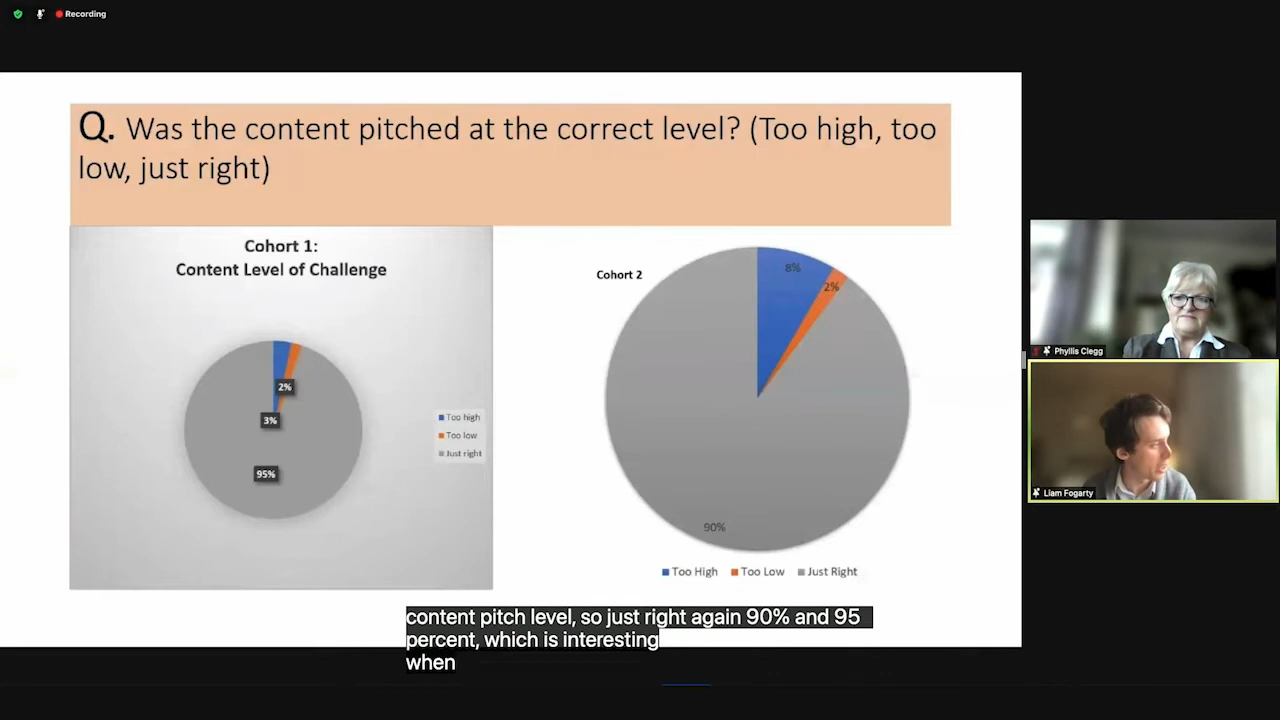 Recording
Q. Was the content pitched at the correct level? (Too high, too
low, just right)
Cohort 1:
Content Level of Challenge
2%
3%
95%
Too high
Too low
Just right
Cohort 2
8%
2%
90%
Too High Too Low Just Right
Phyllis Clegg
Liam Fogarty
content pitch level, so just right again 90% and 95
percent, which is interesting
when